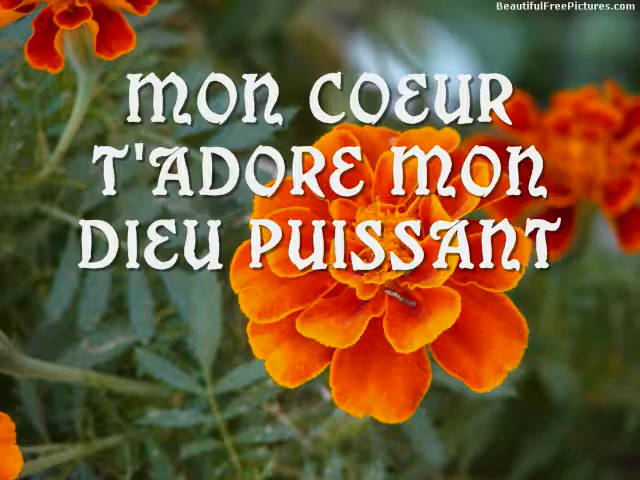 BeautifulFreePictures.com
MON COEUR
T'ADORE MON
DIEU PUISSANT